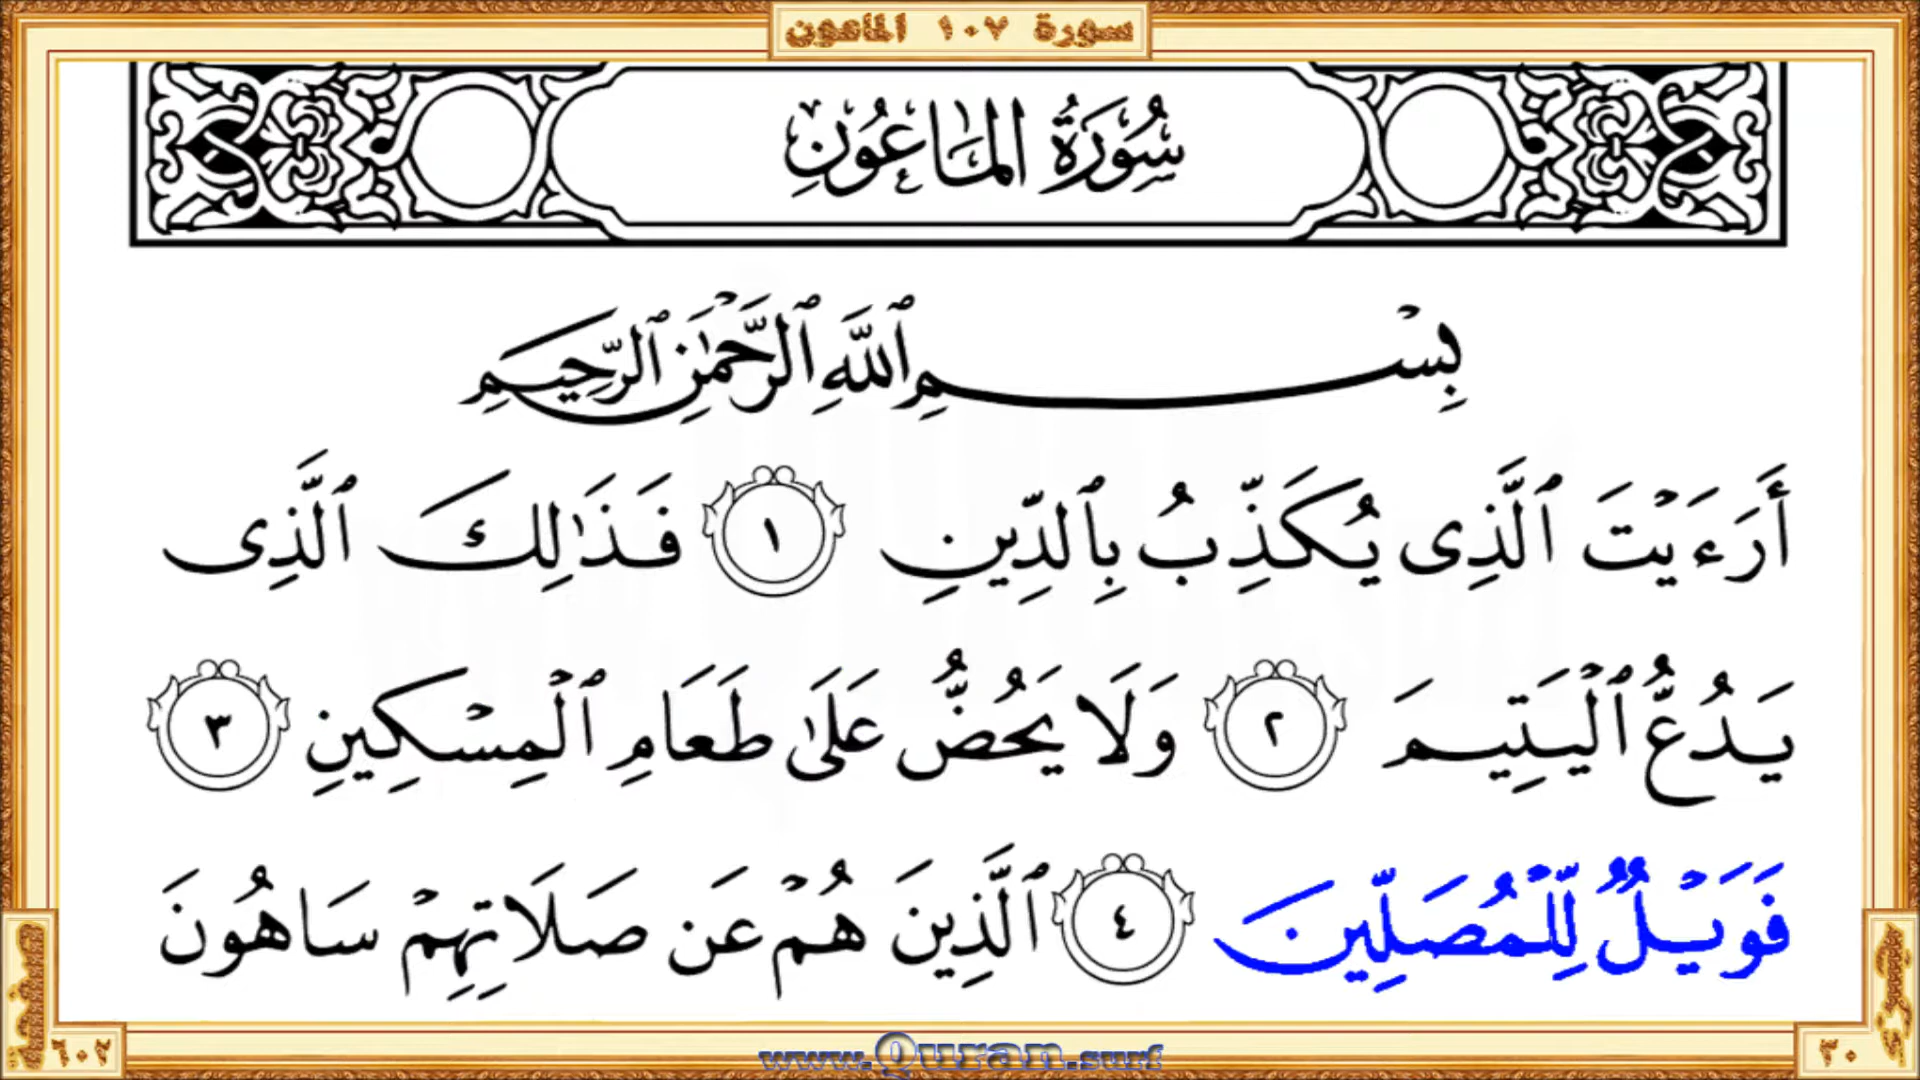 سورة ١٠٧ الماعون
سُورَةُ المَاعُونِ
بِسْمِ ٱللَّهِ ٱلرَّحْمَٰنِ ٱلرَّحِيمِ
أَرَءَيْتَ ٱلَّذِى يُكَذِّبُ بِٱلدِّينِ ١ فَذَٰلِكَ ٱلَّذِى
يَدُعُّ ٱلْيَتِيمَ ٢ وَلَا يَحُضُّ عَلَىٰ طَعَامِ ٱلْمِسْكِينِ ٣
فَوَيْلٌ لِّلْمُصَلِّينَ ٤ ٱلَّذِينَ هُمْ عَن صَلَاتِهِمْ سَاهُونَ
صفحة ٦٠٢
٣٠
www.Quran.surf